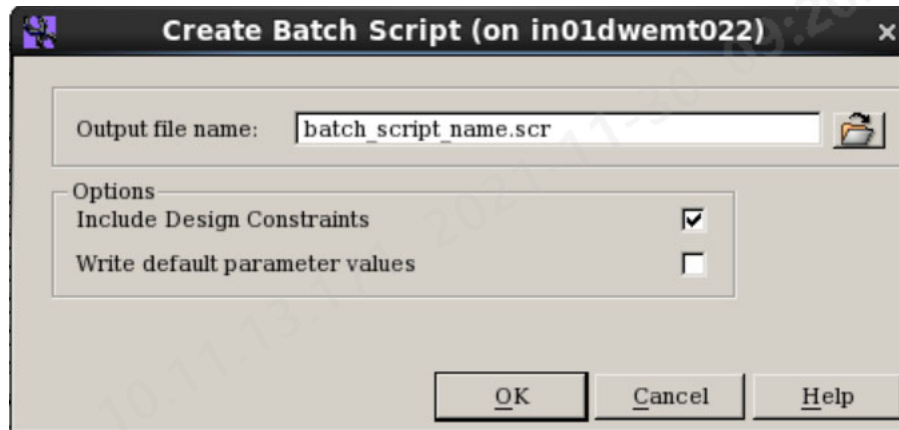 Create Batch Script (on in01dwemt022)
Output file name: batch_script_name.scr
Options
Include Design Constraints
Write default parameter values
OK Cancel Help